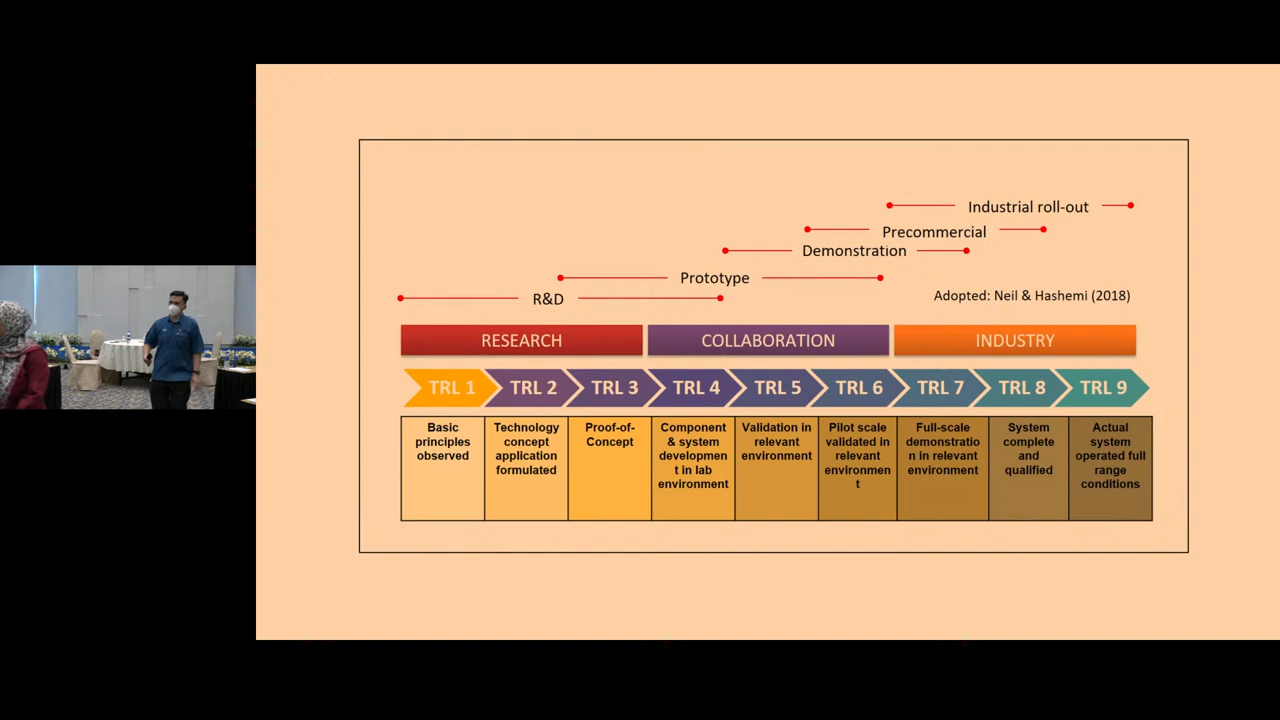 Industrial roll-out
Precommercial
Demonstration
Prototype
Adopted: Neil & Hashemi (2018)
R&D
RESEARCH
COLLABORATION
INDUSTRY
TRL 1
TRL 2
TRL 3
TRL 4
TRL 5
TRL 6
TRL 7
TRL 8
TRL 9
Basic
principles
observed
Technology
concept
application
formulated
Proof-of-
Concept
Component
& system
developmen
t in lab
environment
Validation in
relevant
environment
Pilot scale
validated in
relevant
environmen
t
Full-scale
demonstratio
n in relevant
environment
System
complete
and
qualified
Actual
system
operated full
range
conditions